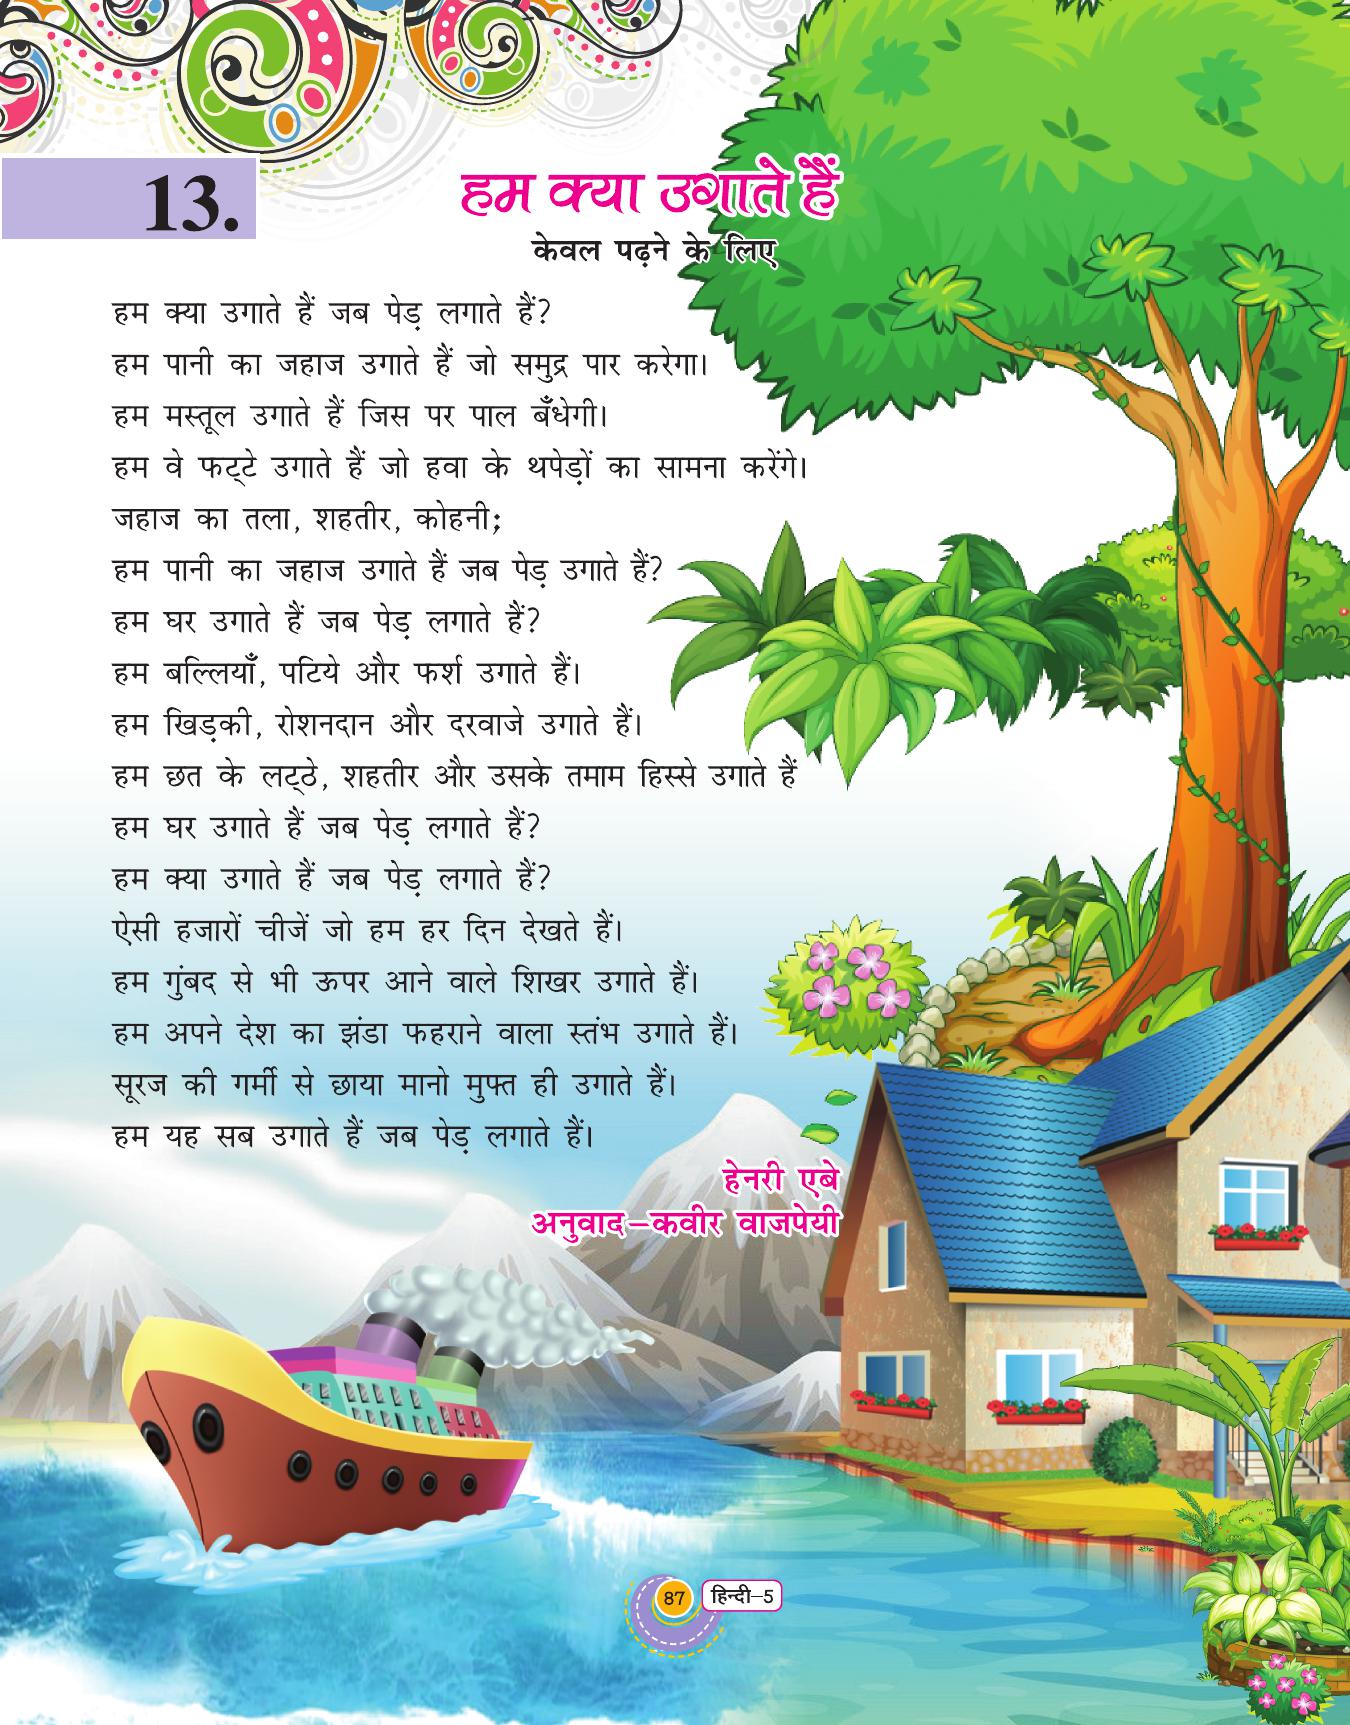 13.
हम क्या उगाते हैं
केवल पढ़ने के लिए
हम क्या उगाते हैं जब पेड़ लगाते हैं?
हम पानी का जहाज उगाते हैं जो समुद्र पार करेगा।
हम मस्तूल उगाते हैं जिस पर पाल बँधेगी।
हम वे फट्टे उगाते हैं जो हवा के थपेड़ों का सामना करेंगे।
जहाज का तला, शहतीर, कोहनी;
हम पानी का जहाज उगाते हैं जब पेड़ उगाते हैं?
हम घर उगाते हैं जब पेड़ लगाते हैं?
हम बल्लियाँ, पटिये और फर्श उगाते हैं।
हम खिड़की, रोशनदान और दरवाजे उगाते हैं।
हम छत के लट्ठे, शहतीर और उसके तमाम हिस्से उगाते हैं
हम घर उगाते हैं जब पेड़ लगाते हैं?
हम क्या उगाते हैं जब पेड़ लगाते हैं?
ऐसी हजारों चीजें जो हम हर दिन देखते हैं।
हम गुंबद से भी ऊपर आने वाले शिखर उगाते हैं।
हम अपने देश का झंडा फहराने वाला स्तंभ उगाते हैं।
सूरज की गर्मी से छाया मानो मुफ्त ही उगाते हैं।
हम यह सब उगाते हैं जब पेड़ लगाते हैं।
हेनरी एबे
अनुवाद–कवीर वाजपेयी
87 हिन्दी–5